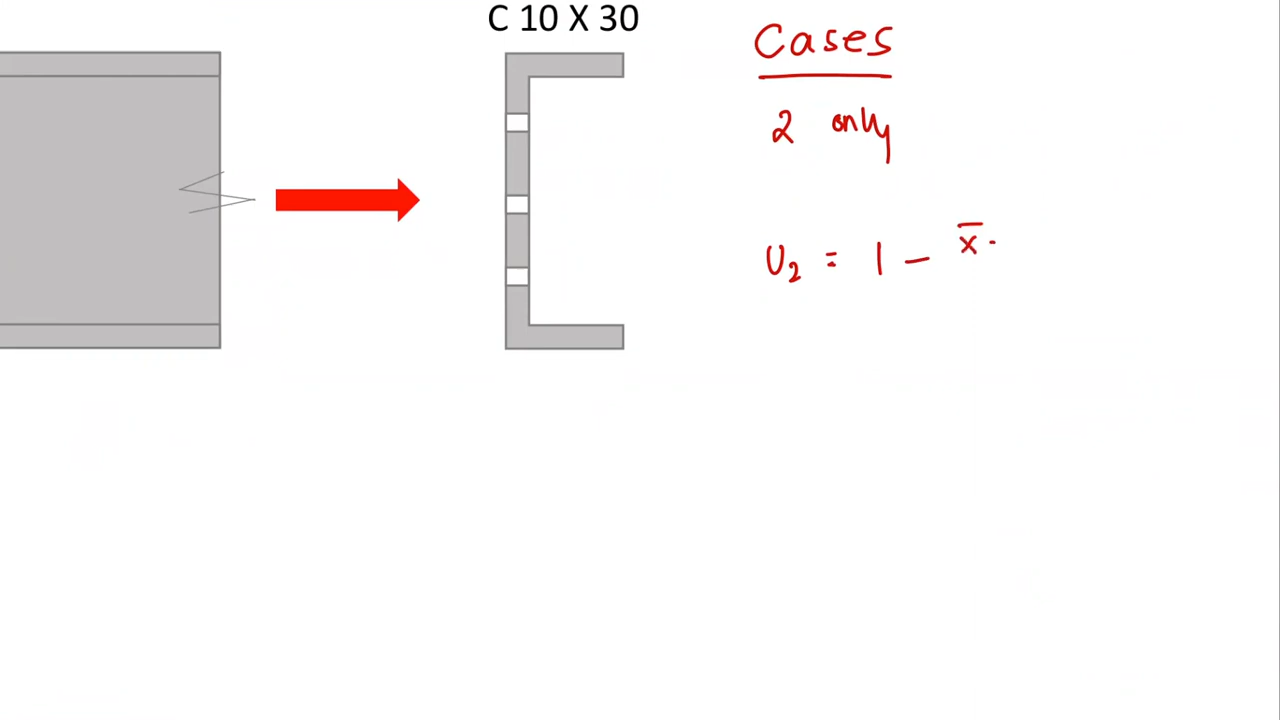 C 10 X 30
Cases
2 only
U₂ = 1 - x̅